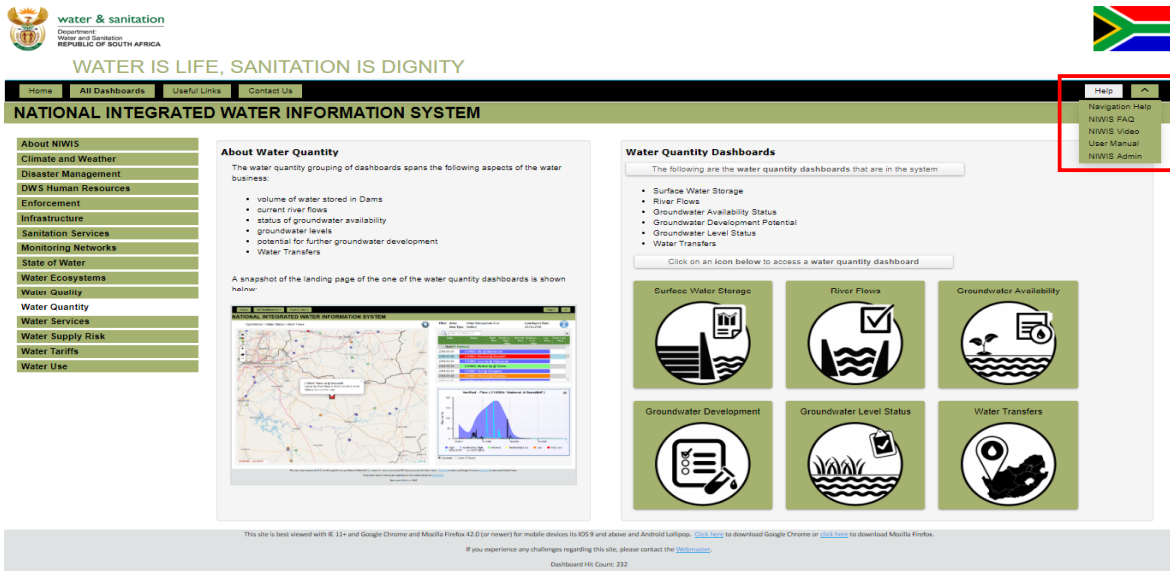 water & sanitation
Department:
Water and Sanitation
REPUBLIC OF SOUTH AFRICA
WATER IS LIFE, SANITATION IS DIGNITY
Home
All Dashboards
Useful Links
Contact Us
Help
Navigation Help
NIWIS FAQ
NIWIS Video
User Manual
NIWIS Admin
NATIONAL INTEGRATED WATER INFORMATION SYSTEM
About NIWIS
Climate and Weather
Disaster Management
DWS Human Resources
Enforcement
Infrastructure
Sanitation Services
Monitoring Networks
State of Water
Water Ecosystems
Water Quality
Water Quantity
Water Services
Water Supply Risk
Water Tariffs
Water Use
About Water Quantity
The water quantity grouping of dashboards spans the following aspects of the water
business:
• volume of water stored in Dams
• current river flows
• status of groundwater availability
• groundwater levels
• potential for further groundwater development
• Water Transfers
A snapshot of the landing page of the one of the water quantity dashboards is shown
below:
NATIONAL INTEGRATED WATER INFORMATION SYSTEM
Water Quantity Dashboards
The following are the water quantity dashboards that are in the system
• Surface Water Storage
• River Flows
• Groundwater Availability Status
• Groundwater Development Potential
• Groundwater Level Status
• Water Transfers
Click on an icon below to access a water quantity dashboard
Surface Water Storage
River Flows
Groundwater Availability
Groundwater Development
Groundwater Level Status
Water Transfers
This site is best viewed with IE 11+ and Google Chrome and Mozilla Firefox 42.0 (or newer) for mobile devices its IOS 9 and above and Android Lollipop. Click here to download Google Chrome or click here to download Mozilla Firefox.
If you experience any challenges regarding this site, please contact the Webmaster.
Dashboard Hit Count: 232